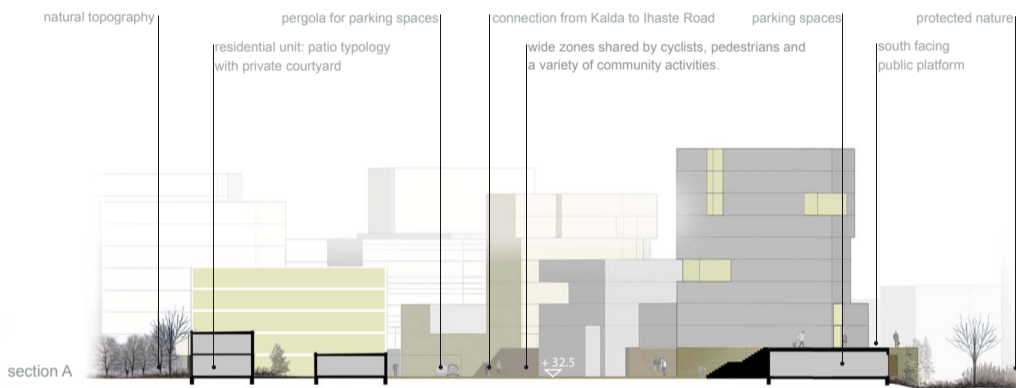 natural topography
pergola for parking spaces
connection from Kalda to Ihaste Road
parking spaces
protected nature
residential unit: patio typology
with private courtyard
wide zones shared by cyclists, pedestrians and
a variety of community activities.
south facing
public platform
+ 32.5
section A